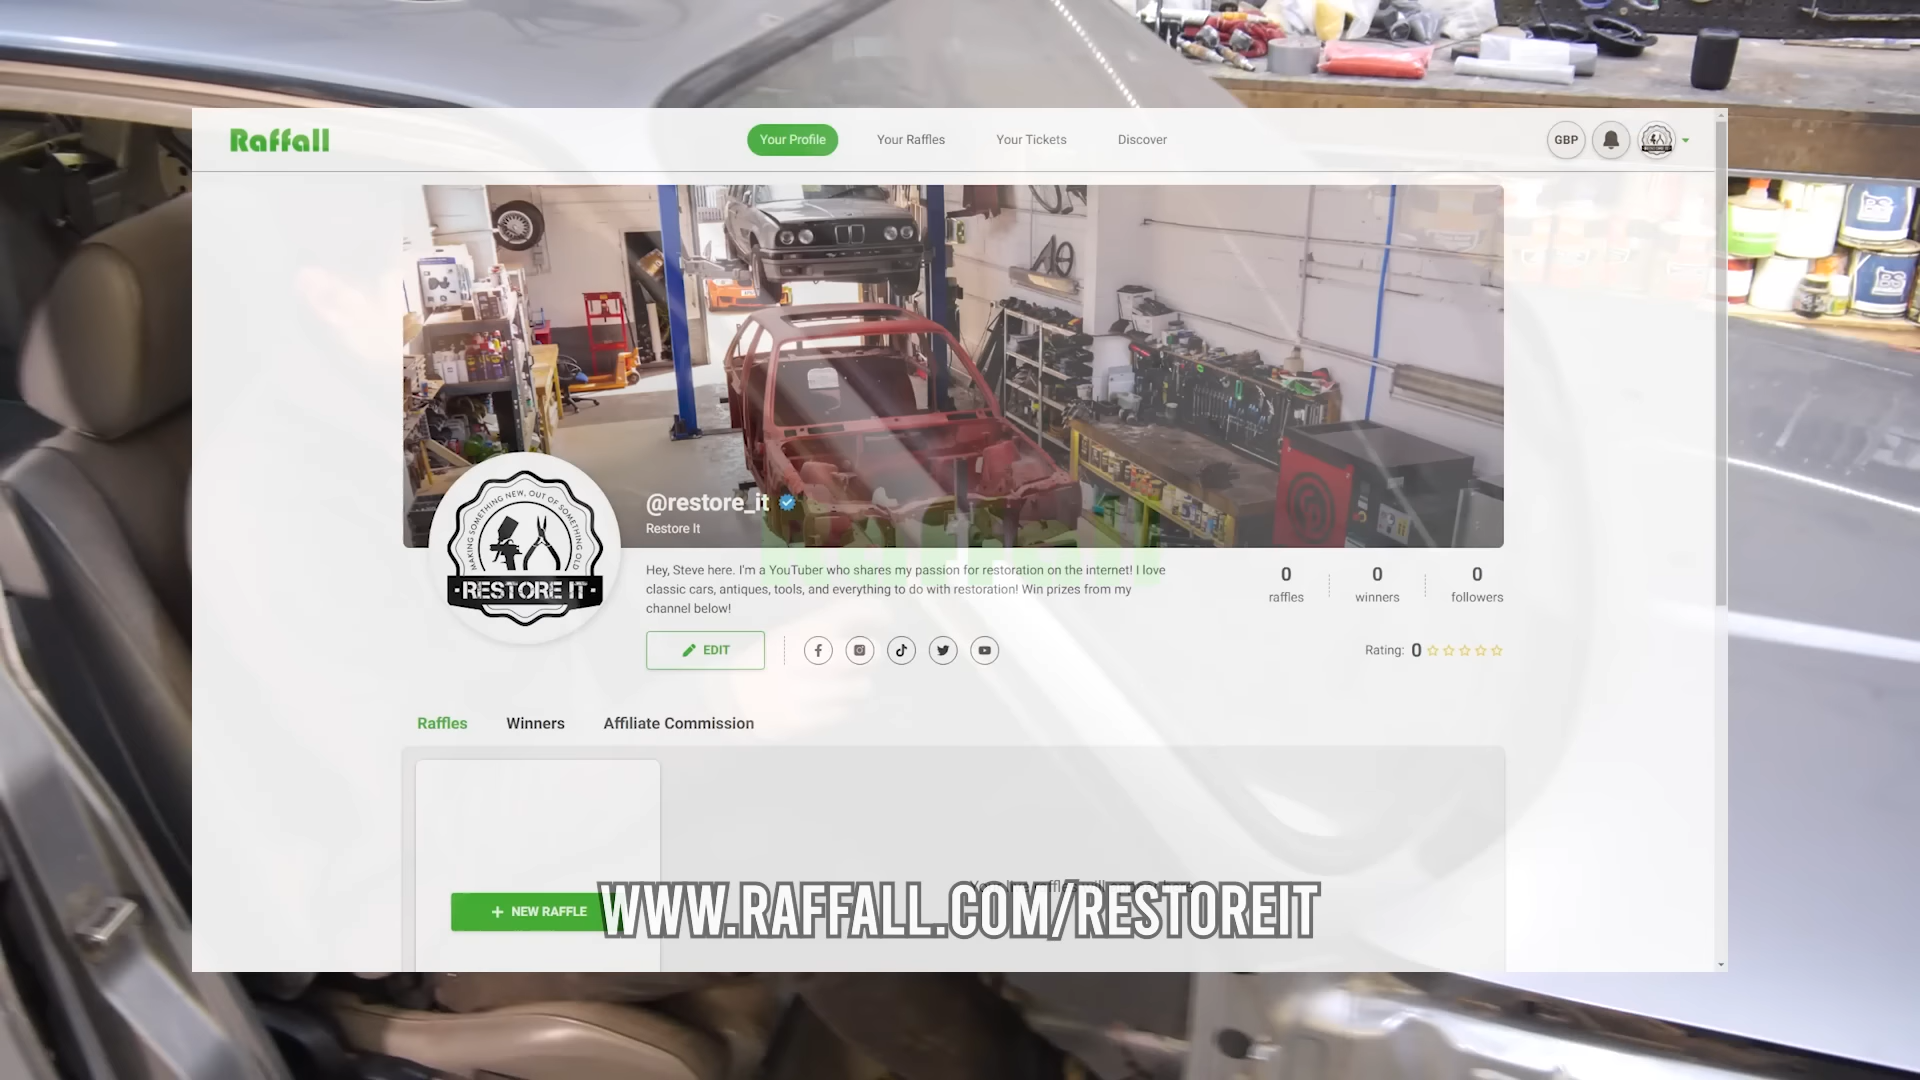 Raffall
Your Profile
Your Raffles
Your Tickets
Discover
GBP
@restore_it
Restore It
MAKING SOMETHING NEW, OUT OF SOMETHING OLD
RESTORE IT
Hey, Steve here. I'm a YouTuber who shares my passion for restoration on the internet! I love
classic cars, antiques, tools, and everything to do with restoration! Win prizes from my
channel below!
0
raffles
0
winners
0
followers
EDIT
Rating: 0
Raffles
Winners
Affiliate Commission
+ NEW RAFFLE
WWW.RAFFALL.COM/RESTOREIT